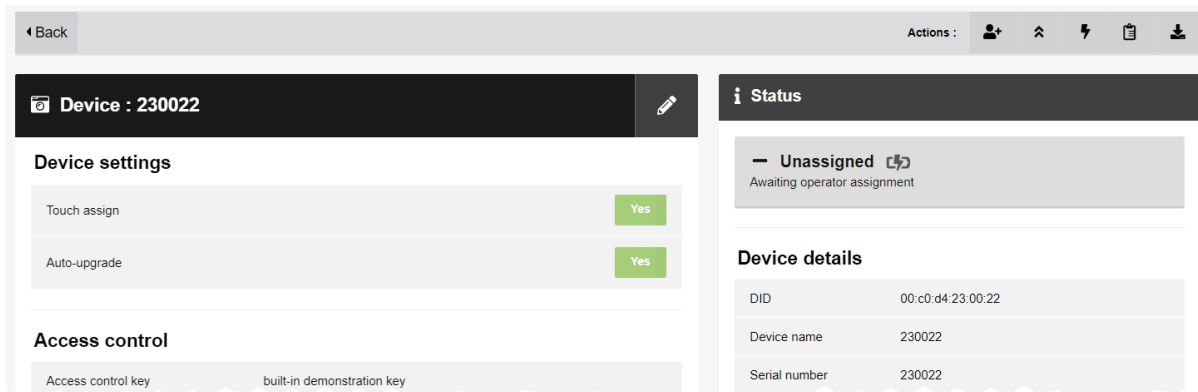 Back
Actions :
Device : 230022
Device settings
Touch assign Yes
Auto-upgrade Yes
Access control
Access control key built-in demonstration key
Status
Unassigned
Awaiting operator assignment
Device details
DID 00:c0:d4:23:00:22
Device name 230022
Serial number 230022